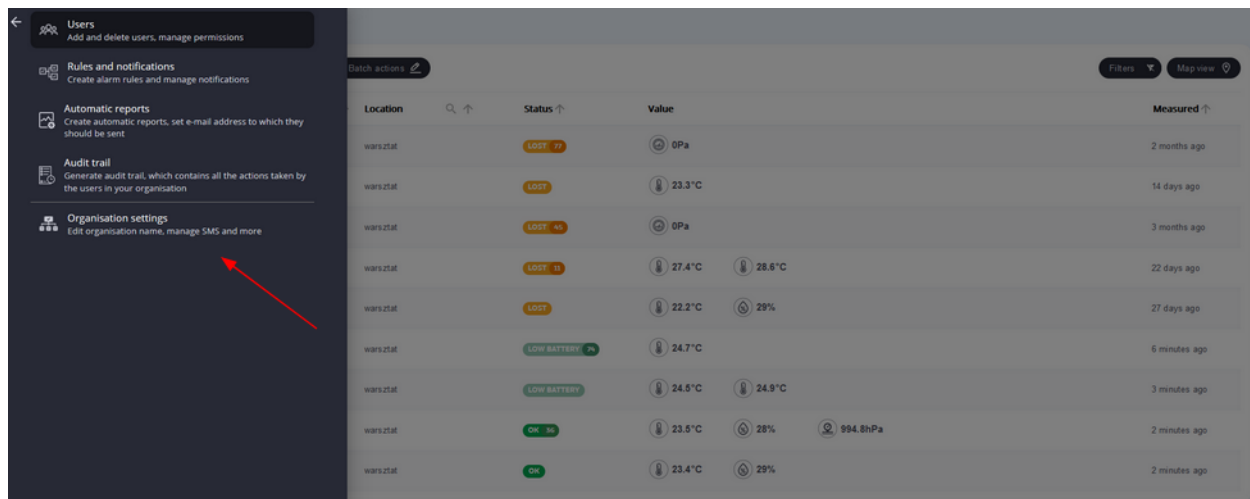 Users
Add and delete users, manage permissions
Rules and notifications
Create alarm rules and manage notifications
Automatic reports
Create automatic reports, set e-mail address to which they
should be sent
Audit trail
Generate audit trail, which contains all the actions taken by
the users in your organisation
Organisation settings
Edit organisation name, manage SMS and more
Batch actions Filters Map view
Location Status Value Measured
warsztat LOST 77 0Pa 2 months ago
warsztat LOST 23.3°C 14 days ago
warsztat LOST 45 0Pa 3 months ago
warsztat LOST 11 27.4°C 28.6°C 22 days ago
warsztat LOST 22.2°C 29% 27 days ago
warsztat LOW BATTERY 74 24.7°C 6 minutes ago
warsztat LOW BATTERY 24.5°C 24.9°C 3 minutes ago
warsztat OK 56 23.5°C 28% 994.8hPa 2 minutes ago
warsztat OK 23.4°C 29% 2 minutes ago